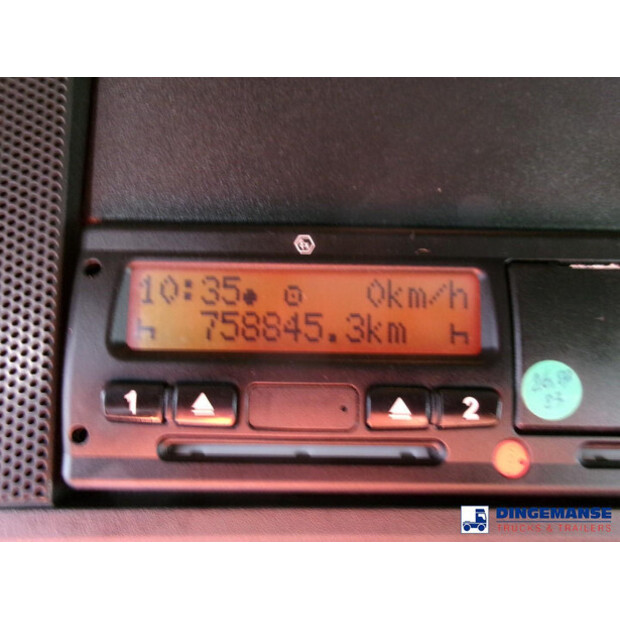 10:35 0km/h
758845.3km
1 2
DINGEMANSE
TRUCKS & TRAILERS